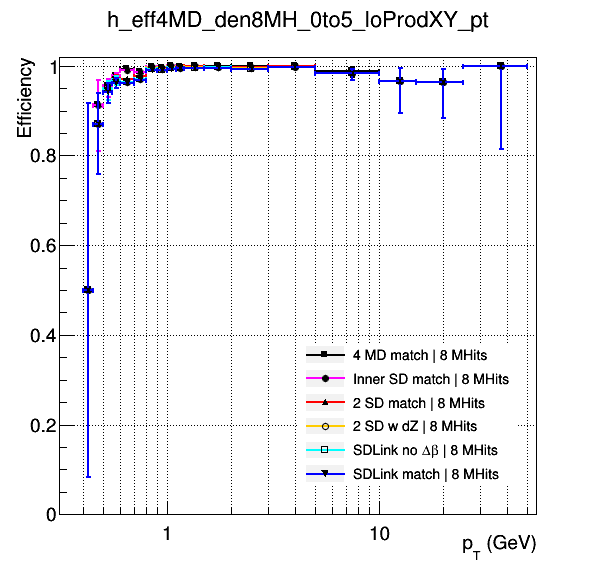 h_eff4MD_den8MH_0to5_loProdXY_pt
Efficiency
1
0.8
0.6
0.4
0.2
0
4 MD match | 8 MHits
Inner SD match | 8 MHits
2 SD match | 8 MHits
2 SD w dZ | 8 MHits
SDLink no Δβ | 8 MHits
SDLink match | 8 MHits
1 10
p_T (GeV)